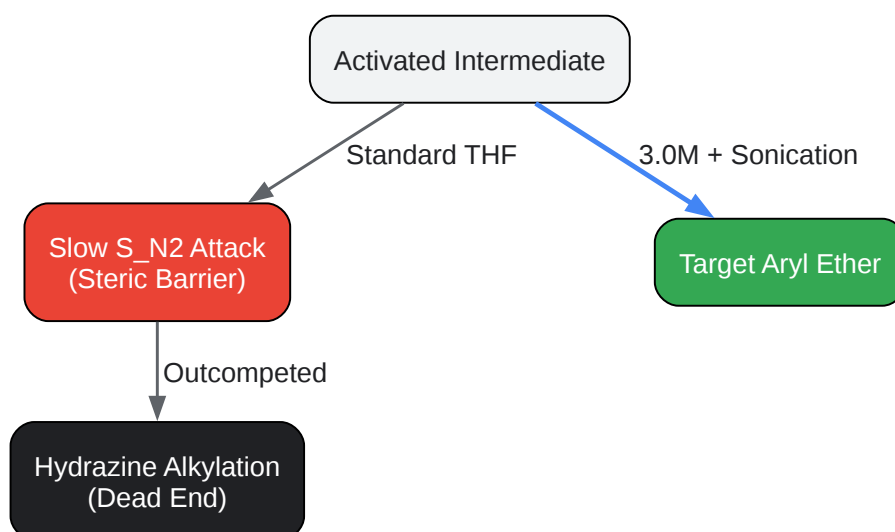 Activated Intermediate
Standard THF
3.0M + Sonication
Slow S_N2 Attack
(Steric Barrier)
Target Aryl Ether
Outcompeted
Hydrazine Alkylation
(Dead End)